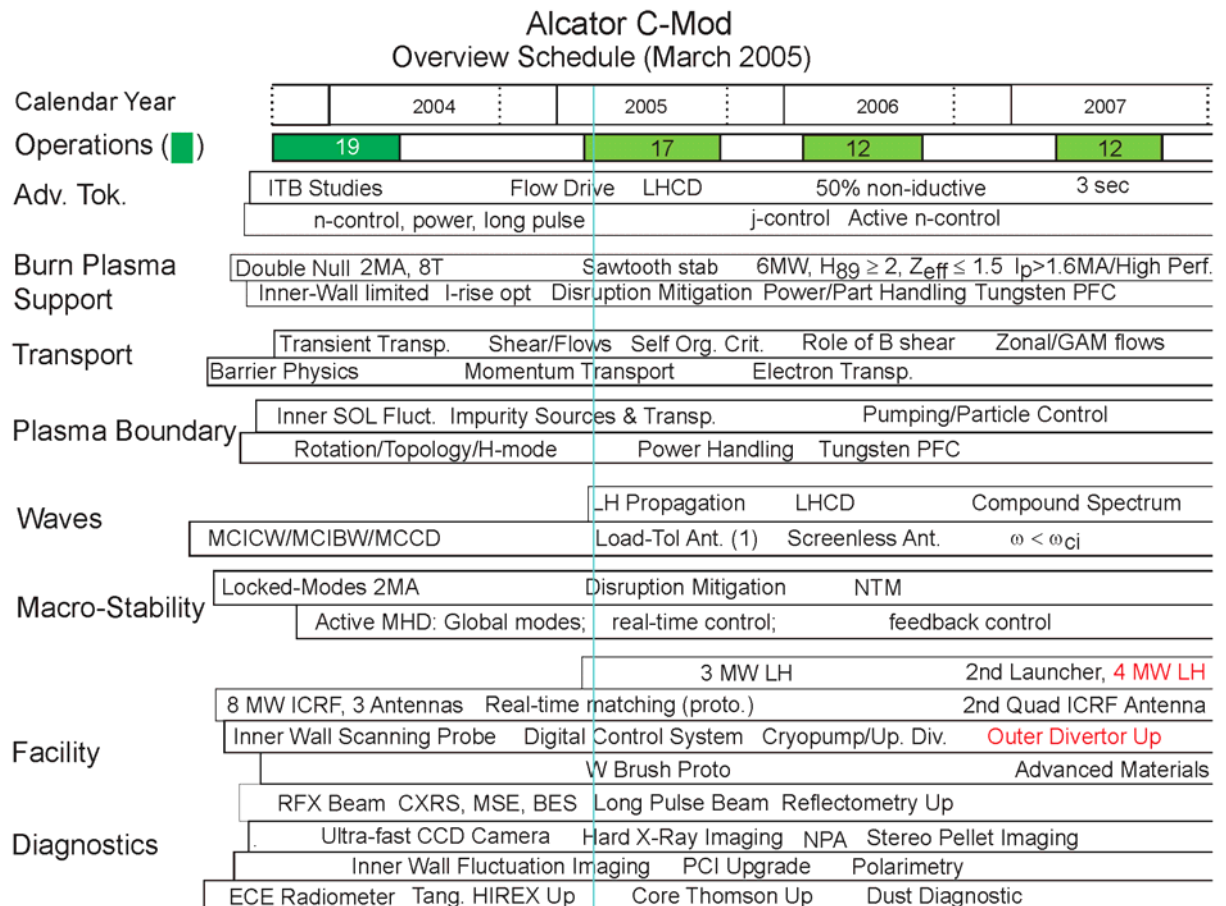 Alcator C-Mod
Overview Schedule (March 2005)
Calendar Year 2004 2005 2006 2007
Operations ( ) 19 17 12 12
Adv. Tok.
ITB Studies Flow Drive LHCD 50% non-iductive 3 sec
n-control, power, long pulse j-control Active n-control
Burn Plasma Support
Double Null 2MA, 8T Sawtooth stab 6MW, H89 ≥ 2, Zeff ≤ 1.5 Ip>1.6MA/High Perf.
Inner-Wall limited I-rise opt Disruption Mitigation Power/Part Handling Tungsten PFC
Transport
Transient Transp. Shear/Flows Self Org. Crit. Role of B shear Zonal/GAM flows
Barrier Physics Momentum Transport Electron Transp.
Plasma Boundary
Inner SOL Fluct. Impurity Sources & Transp. Pumping/Particle Control
Rotation/Topology/H-mode Power Handling Tungsten PFC
Waves
LH Propagation LHCD Compound Spectrum
MCICW/MCIBW/MCCD Load-Tol Ant. (1) Screenless Ant. ω < ωci
Macro-Stability
Locked-Modes 2MA Disruption Mitigation NTM
Active MHD: Global modes; real-time control; feedback control
Facility
3 MW LH 2nd Launcher, 4 MW LH
8 MW ICRF, 3 Antennas Real-time matching (proto.) 2nd Quad ICRF Antenna
Inner Wall Scanning Probe Digital Control System Cryopump/Up. Div. Outer Divertor Up
W Brush Proto Advanced Materials
Diagnostics
RFX Beam CXRS, MSE, BES Long Pulse Beam Reflectometry Up
Ultra-fast CCD Camera Hard X-Ray Imaging NPA Stereo Pellet Imaging
Inner Wall Fluctuation Imaging PCI Upgrade Polarimetry
ECE Radiometer Tang. HIREX Up Core Thomson Up Dust Diagnostic